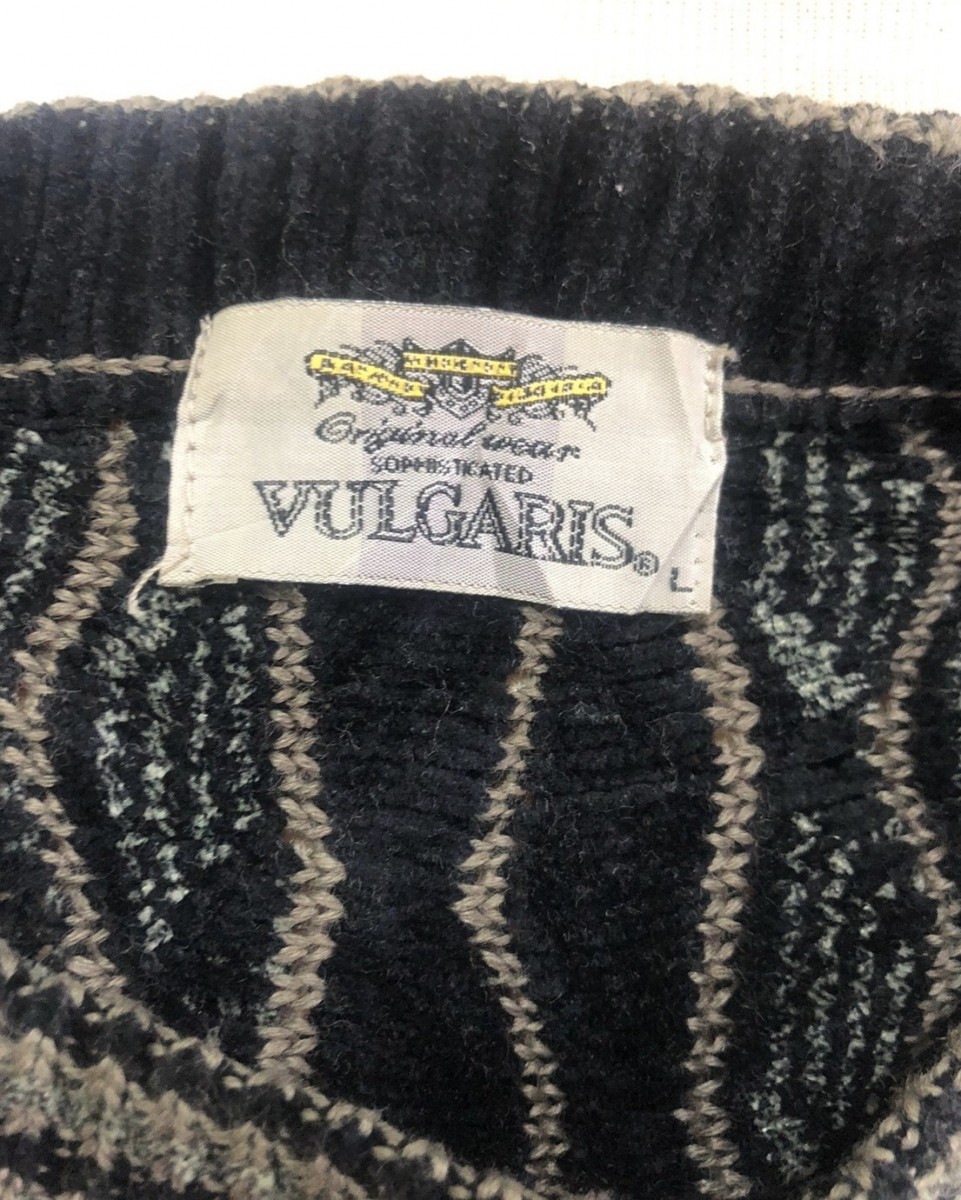 Original wear
SOPHISTICATED
VULGARIS®
L